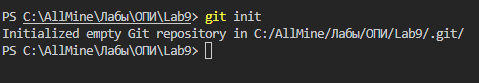 PS C:\AllMine\Лабы\ОПИ\Lab9> git init
Initialized empty Git repository in C:/AllMine/Лабы/ОПИ/Lab9/.git/
PS C:\AllMine\Лабы\ОПИ\Lab9>